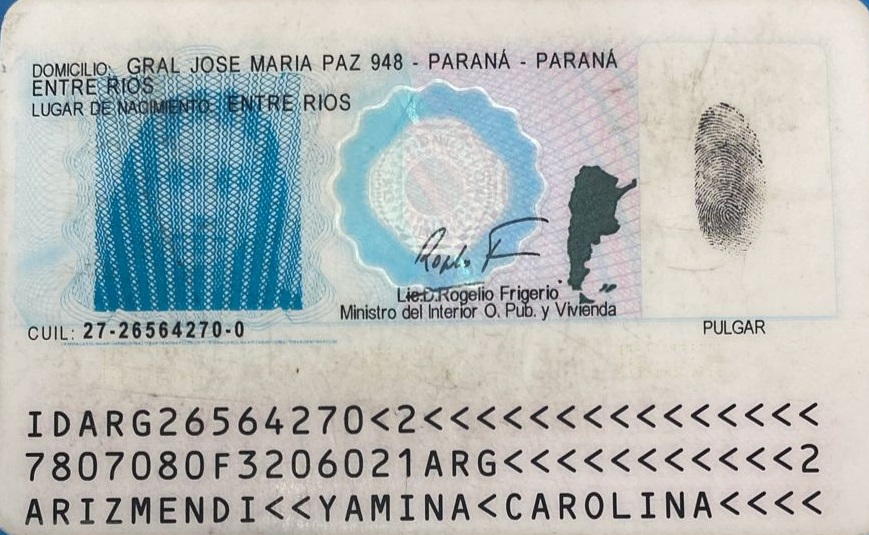 DOMICILIO: GRAL JOSE MARIA PAZ 948 - PARANÁ - PARANÁ
ENTRE RIOS
LUGAR DE NACIMIENTO: ENTRE RIOS
Lic.D.Rogelio Frigerio
Ministro del Interior O. Pub. y Vivienda
CUIL: 27-26564270-0
PULGAR
IDARG26564270<2<<<<<<<<<<<<<<<
7807080F3206021ARG<<<<<<<<<<<2
ARIZMENDI<<YAMINA<CAROLINA<<<<